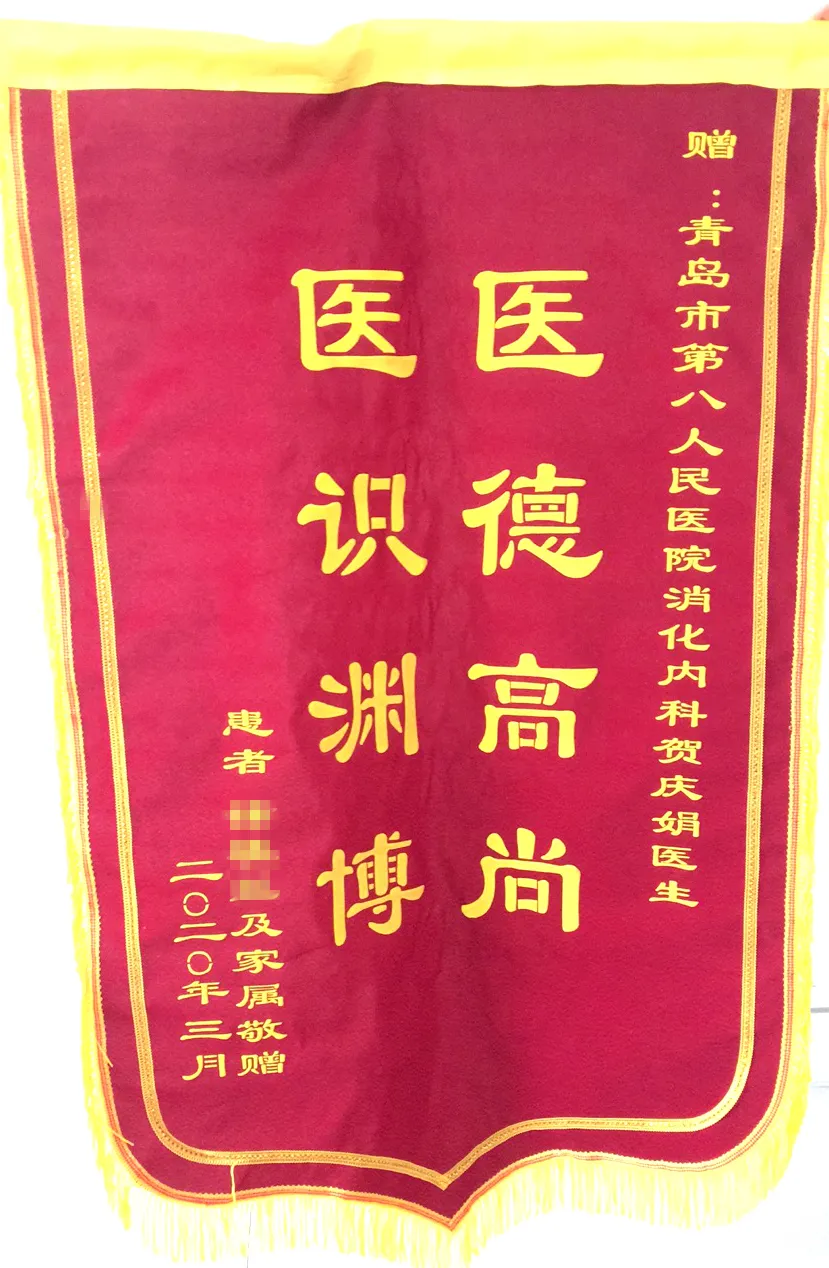 赠：青岛市第八人民医院消化内科贺庆娟医生
医德高尚
医识渊博
患者
及家属敬赠
二〇二〇年三月